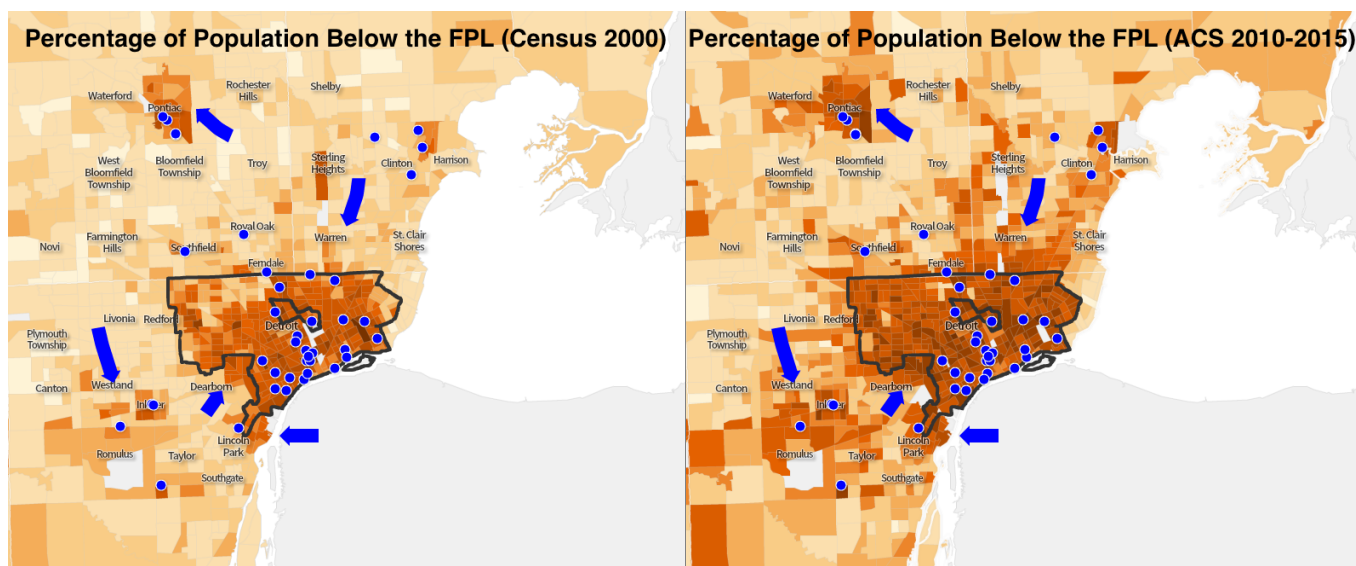 Percentage of Population Below the FPL (Census 2000)
Rochester
Hills
Shelby
Waterford
Pontiac
West
Bloomfield
Township
Bloomfield
Township
Troy
Sterling
Heights
Clinton
Harrison
Royal Oak
Novi
Farmington
Hills
Southfield
Warren
St. Clair
Shores
Ferndale
Livonia
Redford
Detroit
Plymouth
Township
Canton
Westland
Dearborn
Inkster
Lincoln
Park
Romulus
Taylor
Southgate
Percentage of Population Below the FPL (ACS 2010-2015)
Rochester
Hills
Shelby
Waterford
Pontiac
West
Bloomfield
Township
Bloomfield
Township
Troy
Sterling
Heights
Clinton
Harrison
Royal Oak
Novi
Farmington
Hills
Southfield
Warren
St. Clair
Shores
Ferndale
Livonia
Redford
Detroit
Plymouth
Township
Canton
Westland
Dearborn
Inkster
Lincoln
Park
Romulus
Taylor
Southgate